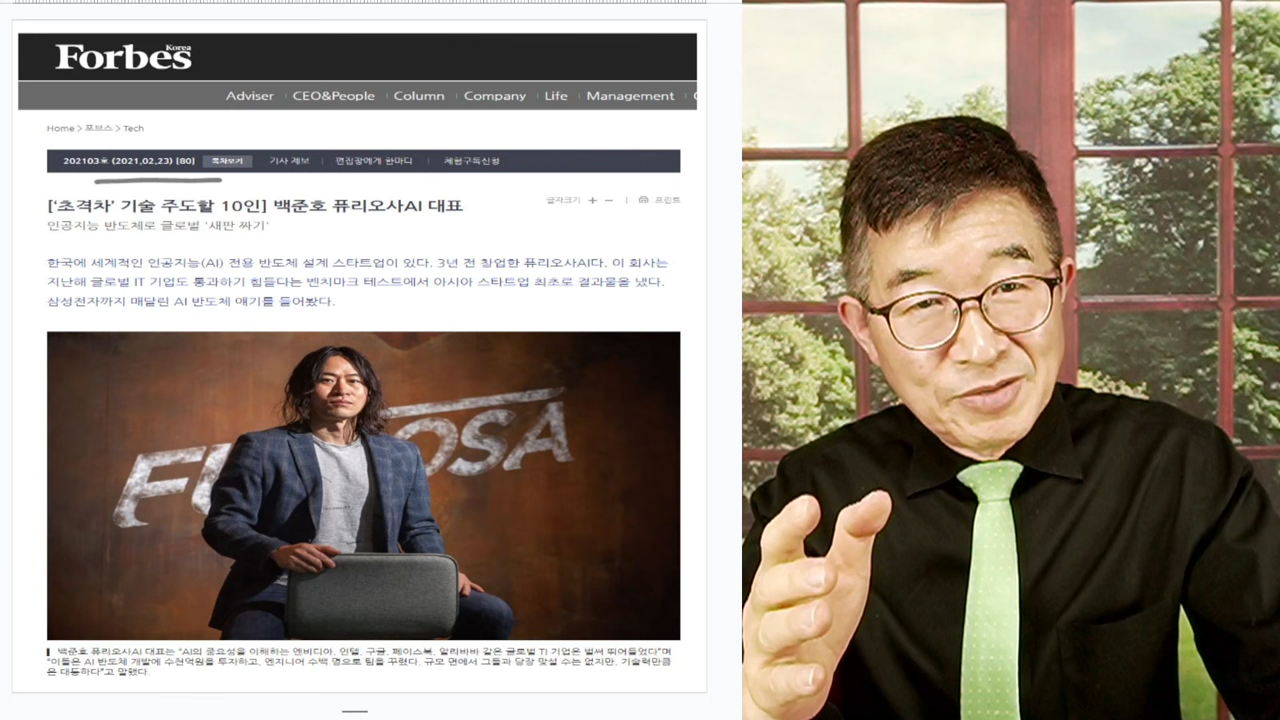 Forbes Korea
Adviser CEO&People Column Company Life Management
Home > 포브스 > Tech
202103호 (2021.02.23) [80] 목차보기 기사 제보 편집장에게 한마디 체험구독신청
['초격차' 기술 주도할 10인] 백준호 퓨리오사AI 대표
글자크기 + − 프린트
인공지능 반도체로 글로벌 '새판 짜기'
한국에 세계적인 인공지능(AI) 전용 반도체 설계 스타트업이 있다. 3년 전 창업한 퓨리오사AI다. 이 회사는
지난해 글로벌 IT 기업도 통과하기 힘들다는 벤치마크 테스트에서 아시아 스타트업 최초로 결과물을 냈다.
삼성전자까지 매달린 AI 반도체 얘기를 들어봤다.
FU OSA
백준호 퓨리오사AI 대표는 "AI의 중요성을 이해하는 엔비디아, 인텔, 구글, 페이스북, 알리바바 같은 글로벌 TI 기업은 벌써 뛰어들었다"며
"이들은 AI 반도체 개발에 수천억원을 투자하고, 엔지니어 수백 명으로 팀을 꾸렸다. 규모 면에서 그들과 당장 맞설 수는 없지만, 기술력만큼
은 대등하다"고 말했다.